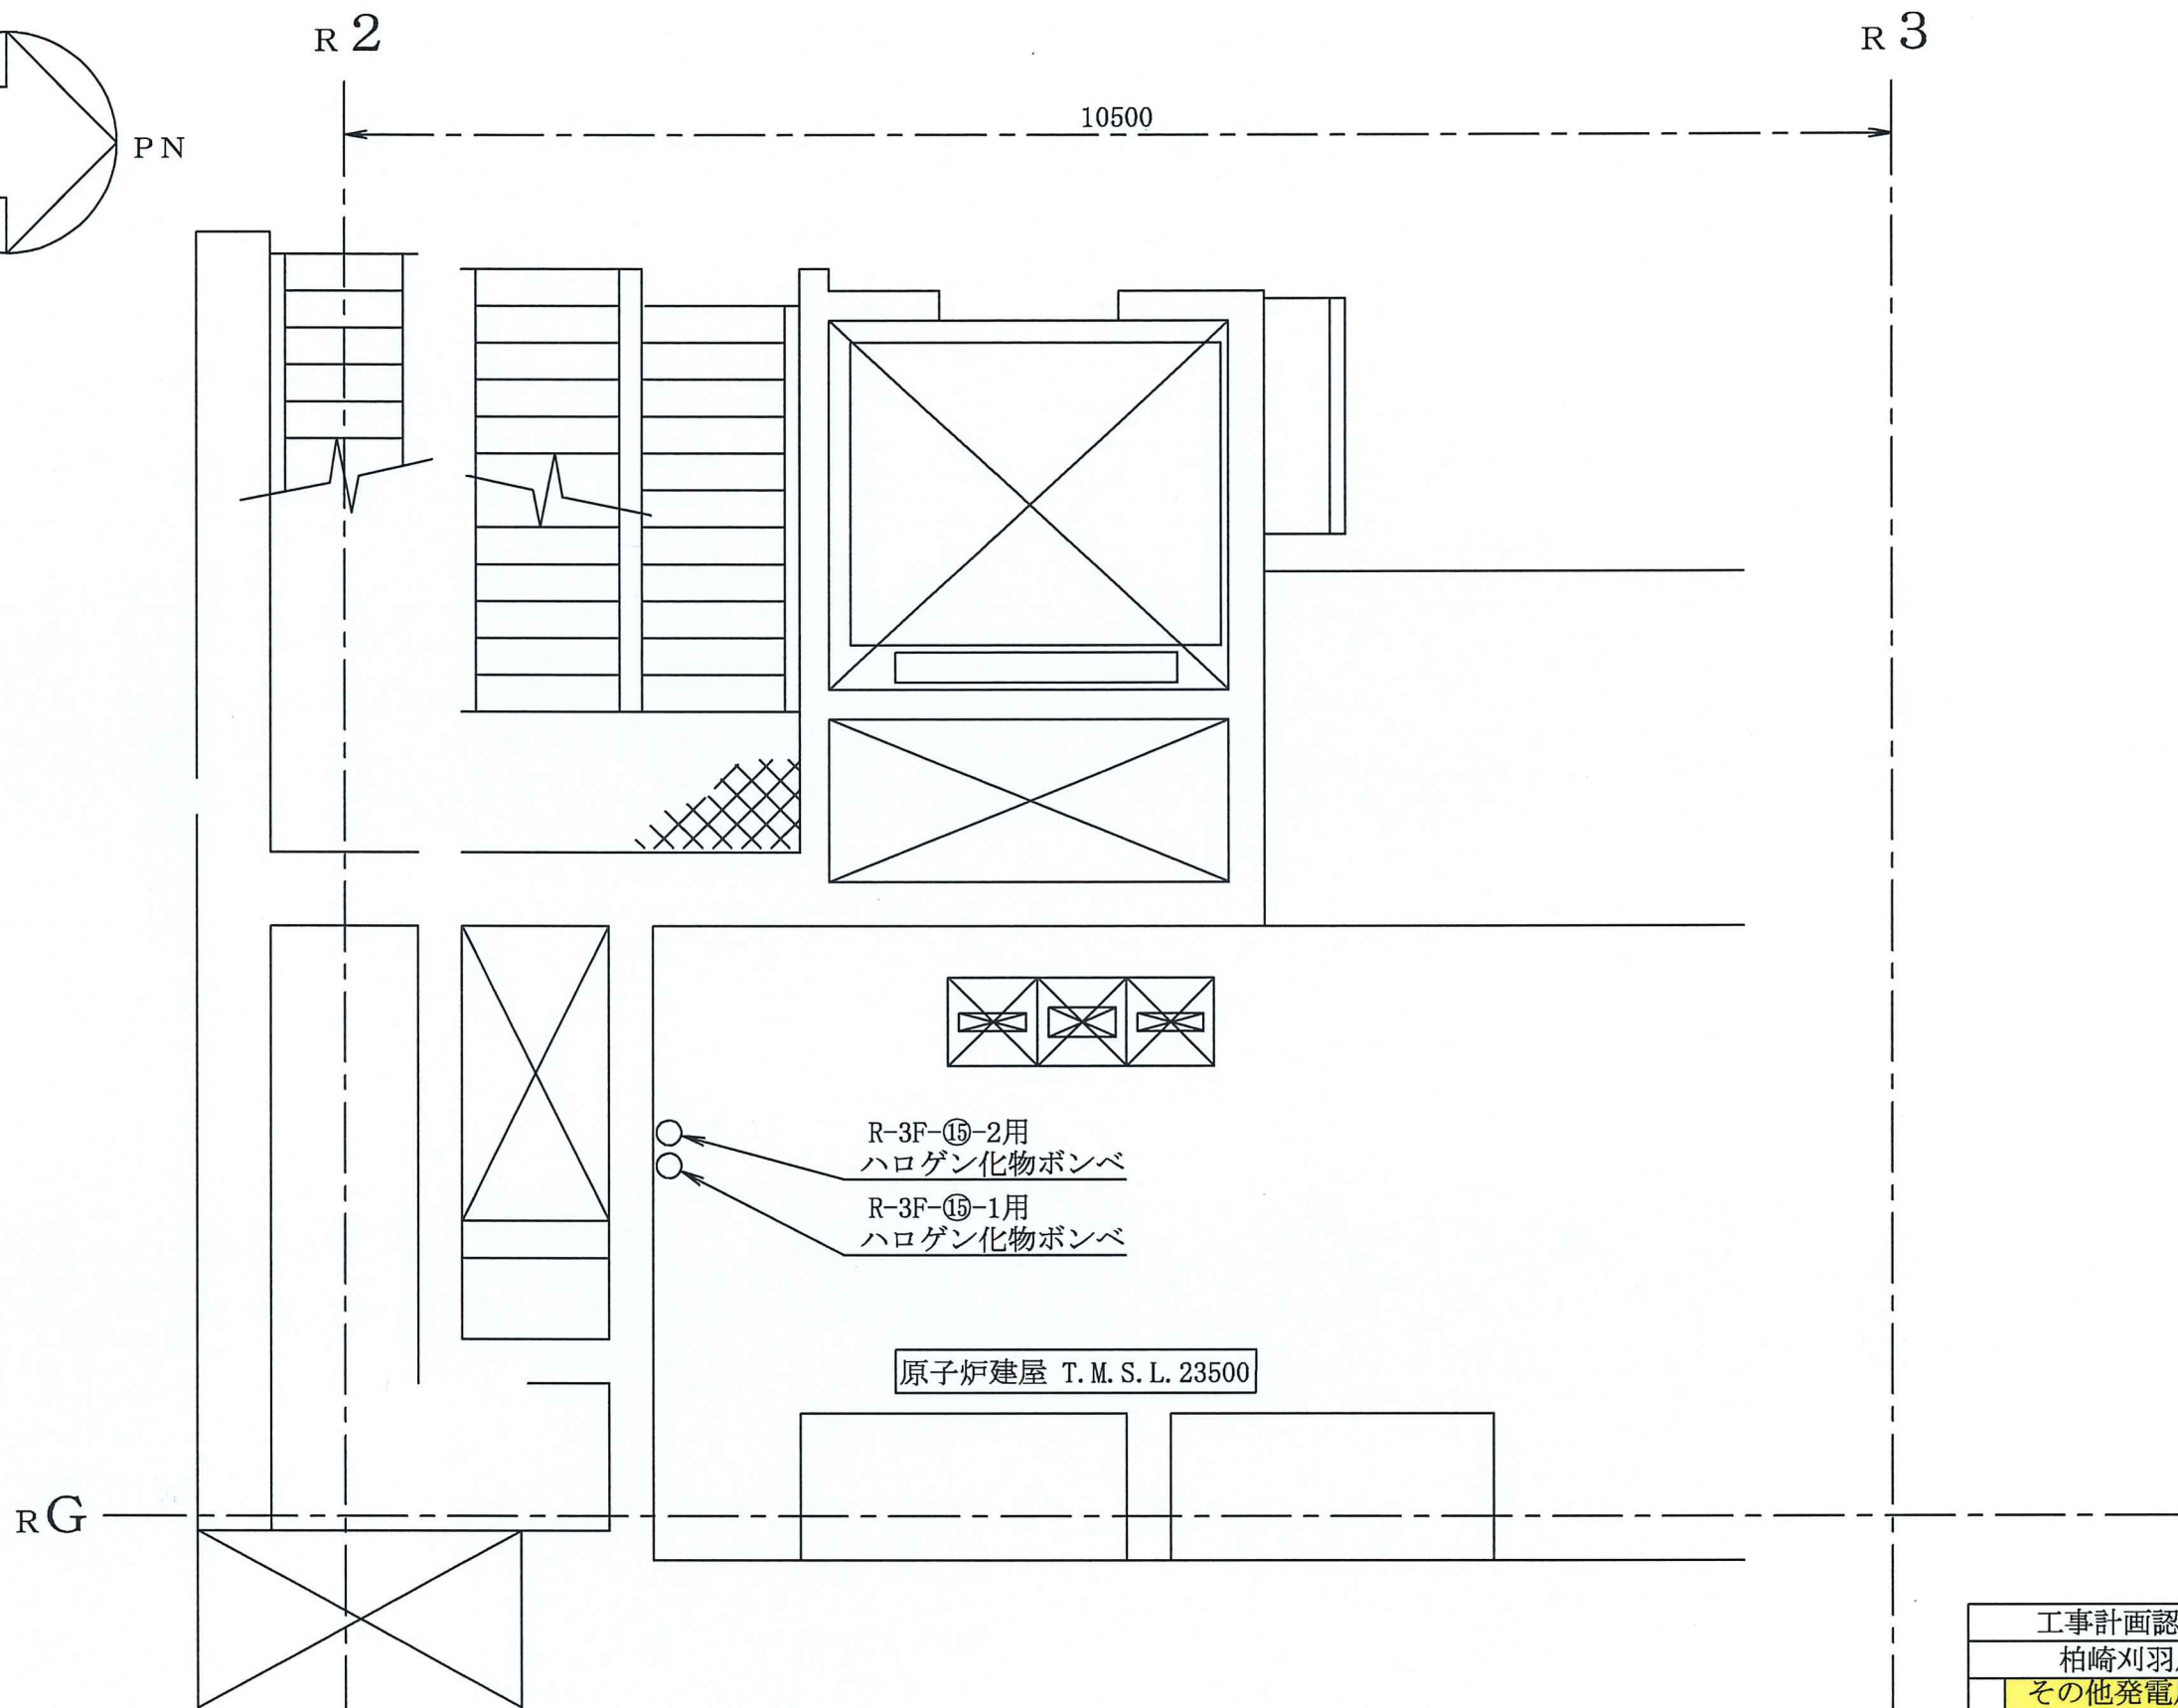 R2
R3
10500
PN
R-3F-⑮-2用
ハロゲン化物ボンベ
R-3F-⑮-1用
ハロゲン化物ボンベ
原子炉建屋 T.M.S.L.23500
RG
工事計画認
柏崎刈羽
その他発電